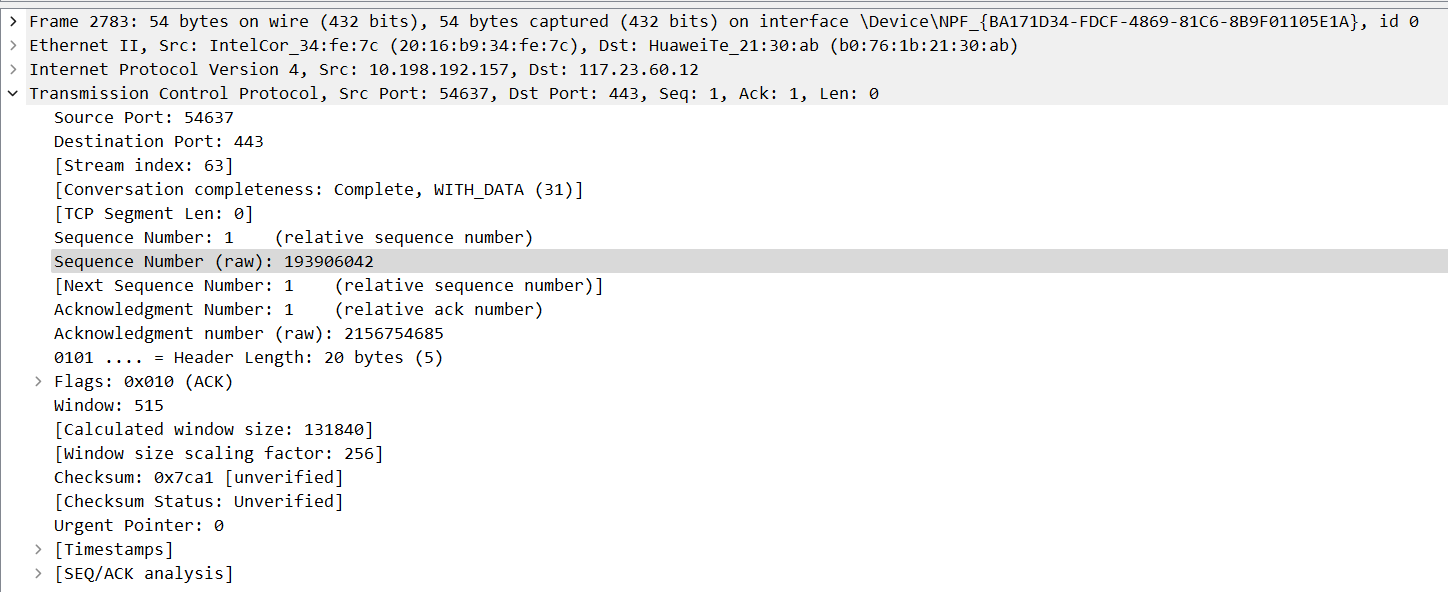 Frame 2783: 54 bytes on wire (432 bits), 54 bytes captured (432 bits) on interface \Device\NPF_{BA171D34-FDCF-4869-81C6-8B9F01105E1A}, id 0
Ethernet II, Src: IntelCor_34:fe:7c (20:16:b9:34:fe:7c), Dst: HuaweiTe_21:30:ab (b0:76:1b:21:30:ab)
Internet Protocol Version 4, Src: 10.198.192.157, Dst: 117.23.60.12
Transmission Control Protocol, Src Port: 54637, Dst Port: 443, Seq: 1, Ack: 1, Len: 0
Source Port: 54637
Destination Port: 443
[Stream index: 63]
[Conversation completeness: Complete, WITH_DATA (31)]
[TCP Segment Len: 0]
Sequence Number: 1    (relative sequence number)
Sequence Number (raw): 193906042
[Next Sequence Number: 1    (relative sequence number)]
Acknowledgment Number: 1    (relative ack number)
Acknowledgment number (raw): 2156754685
0101 .... = Header Length: 20 bytes (5)
Flags: 0x010 (ACK)
Window: 515
[Calculated window size: 131840]
[Window size scaling factor: 256]
Checksum: 0x7ca1 [unverified]
[Checksum Status: Unverified]
Urgent Pointer: 0
[Timestamps]
[SEQ/ACK analysis]